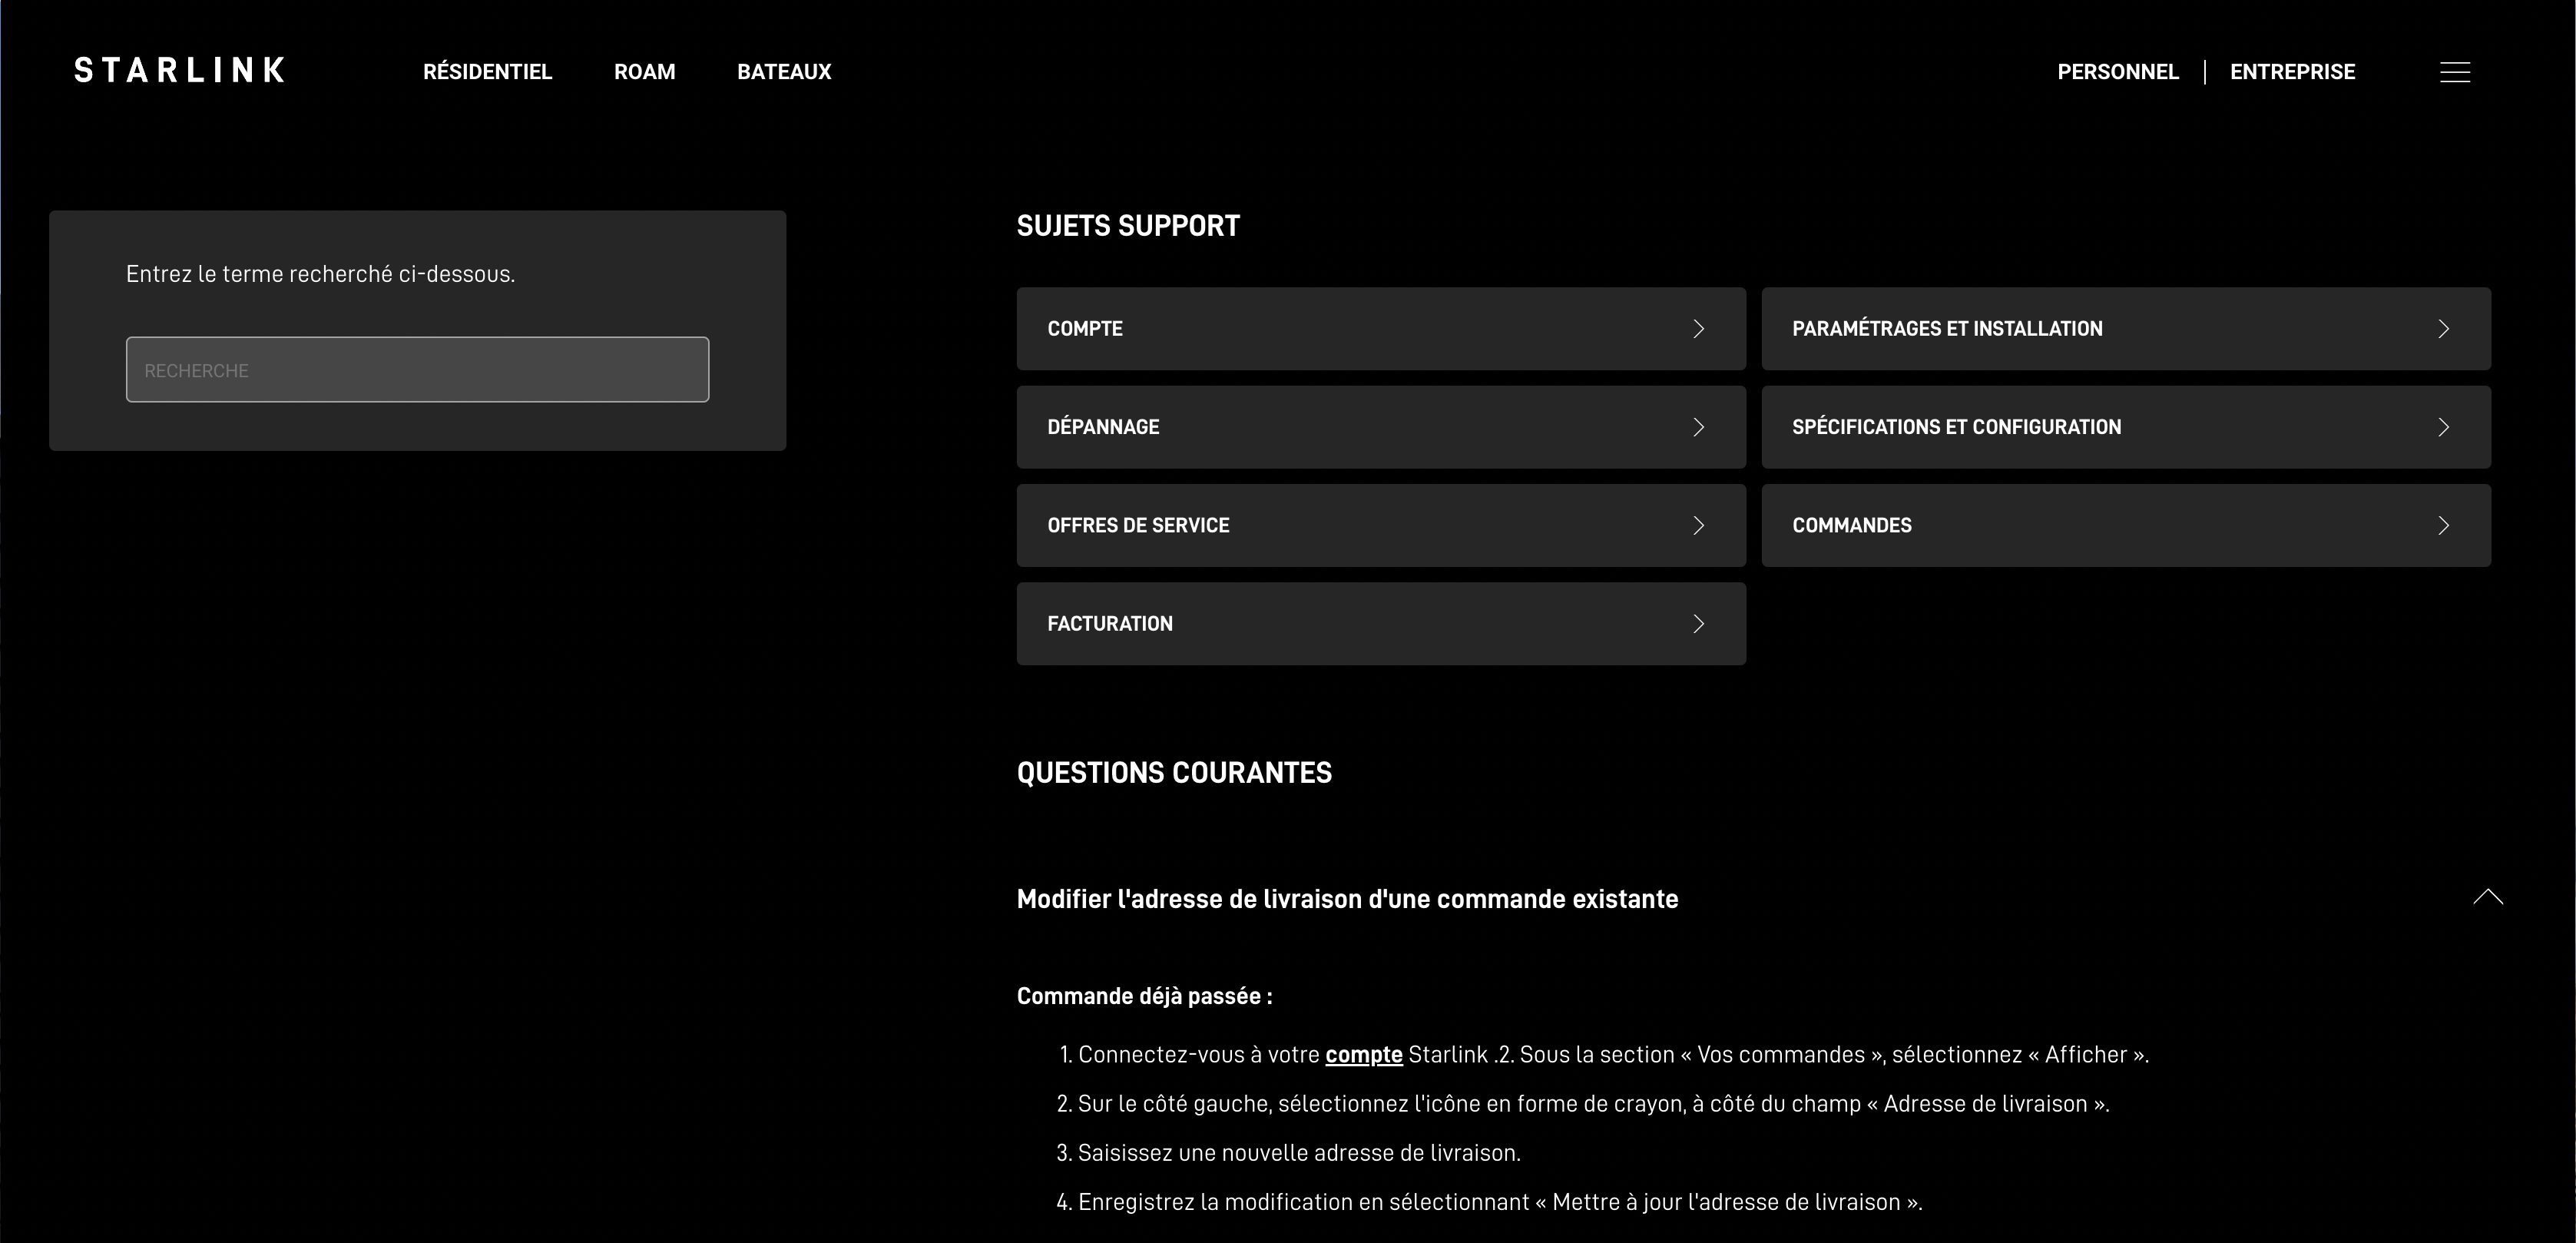 STARLINK
RÉSIDENTIEL
ROAM
BATEAUX
PERSONNEL
ENTREPRISE
Entrez le terme recherché ci-dessous.
RECHERCHE
SUJETS SUPPORT
COMPTE
PARAMÉTRAGES ET INSTALLATION
DÉPANNAGE
SPÉCIFICATIONS ET CONFIGURATION
OFFRES DE SERVICE
COMMANDES
FACTURATION
QUESTIONS COURANTES
Modifier l'adresse de livraison d'une commande existante
Commande déjà passée :
1. Connectez-vous à votre compte Starlink .2. Sous la section « Vos commandes », sélectionnez « Afficher ».
2. Sur le côté gauche, sélectionnez l'icône en forme de crayon, à côté du champ « Adresse de livraison ».
3. Saisissez une nouvelle adresse de livraison.
4. Enregistrez la modification en sélectionnant « Mettre à jour l'adresse de livraison ».